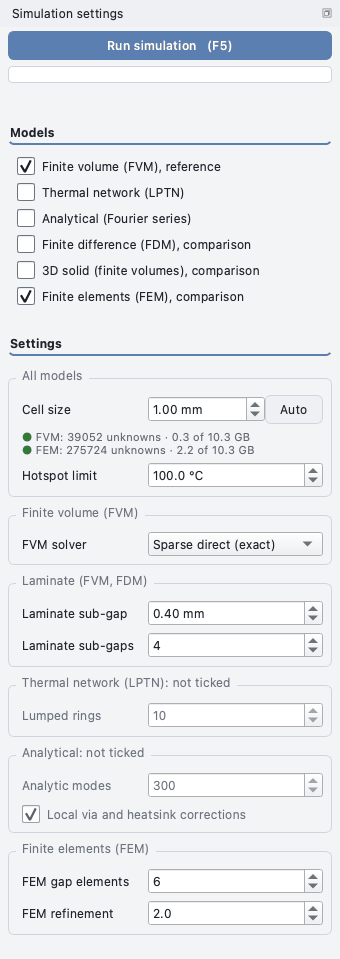 Simulation settings
Run simulation (F5)
Models
Finite volume (FVM), reference
Thermal network (LPTN)
Analytical (Fourier series)
Finite difference (FDM), comparison
3D solid (finite volumes), comparison
Finite elements (FEM), comparison
Settings
All models
Cell size 1.00 mm Auto
FVM: 39052 unknowns · 0.3 of 10.3 GB
FEM: 275724 unknowns · 2.2 of 10.3 GB
Hotspot limit 100.0 °C
Finite volume (FVM)
FVM solver Sparse direct (exact)
Laminate (FVM, FDM)
Laminate sub-gap 0.40 mm
Laminate sub-gaps 4
Thermal network (LPTN): not ticked
Lumped rings 10
Analytical: not ticked
Analytic modes 300
Local via and heatsink corrections
Finite elements (FEM)
FEM gap elements 6
FEM refinement 2.0